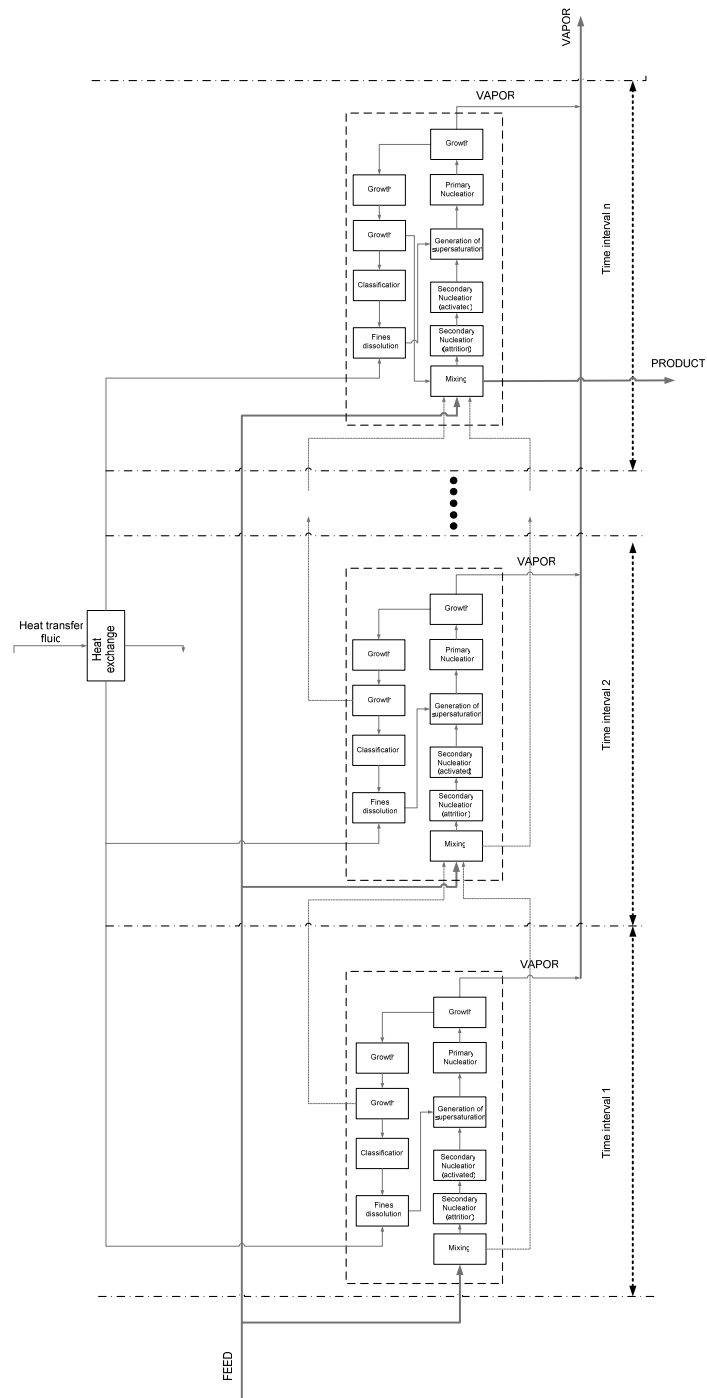 VAPOR
VAPOR
Growth
Growth
Primary
Nucleation
Growth
Generation of
supersaturation
Classification
Secondary
Nucleation
(activated)
Fines
dissolution
Secondary
Nucleation
(attrition)
Mixing
PRODUCT
Time interval n
VAPOR
Growth
Growth
Primary
Nucleation
Heat transfer
fluid
Heat
exchange
Growth
Generation of
supersaturation
Classification
Secondary
Nucleation
(activated)
Fines
dissolution
Secondary
Nucleation
(attrition)
Mixing
Time interval 2
VAPOR
Growth
Growth
Primary
Nucleation
Growth
Generation of
supersaturation
Classification
Secondary
Nucleation
(activated)
Fines
dissolution
Secondary
Nucleation
(attrition)
Mixing
Time interval 1
FEED